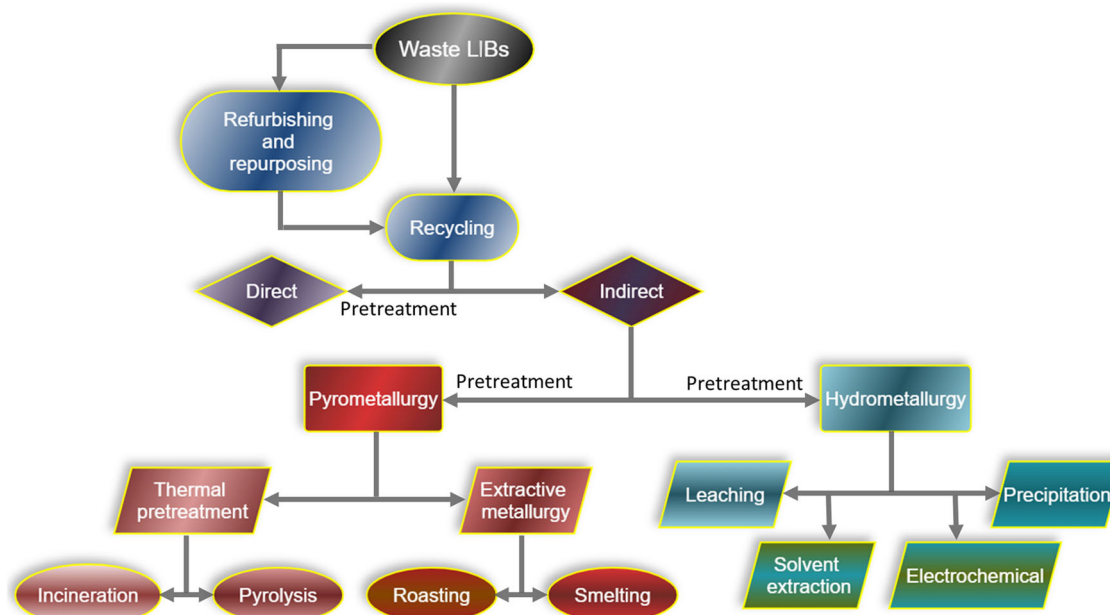 Waste LIBs
Refurbishing
and
repurposing
Recycling
Direct
Indirect
Pretreatment
Pretreatment
Pretreatment
Pyrometallurgy
Hydrometallurgy
Thermal
pretreatment
Extractive
metallurgy
Leaching
Precipitation
Solvent
extraction
Electrochemical
Incineration
Pyrolysis
Roasting
Smelting